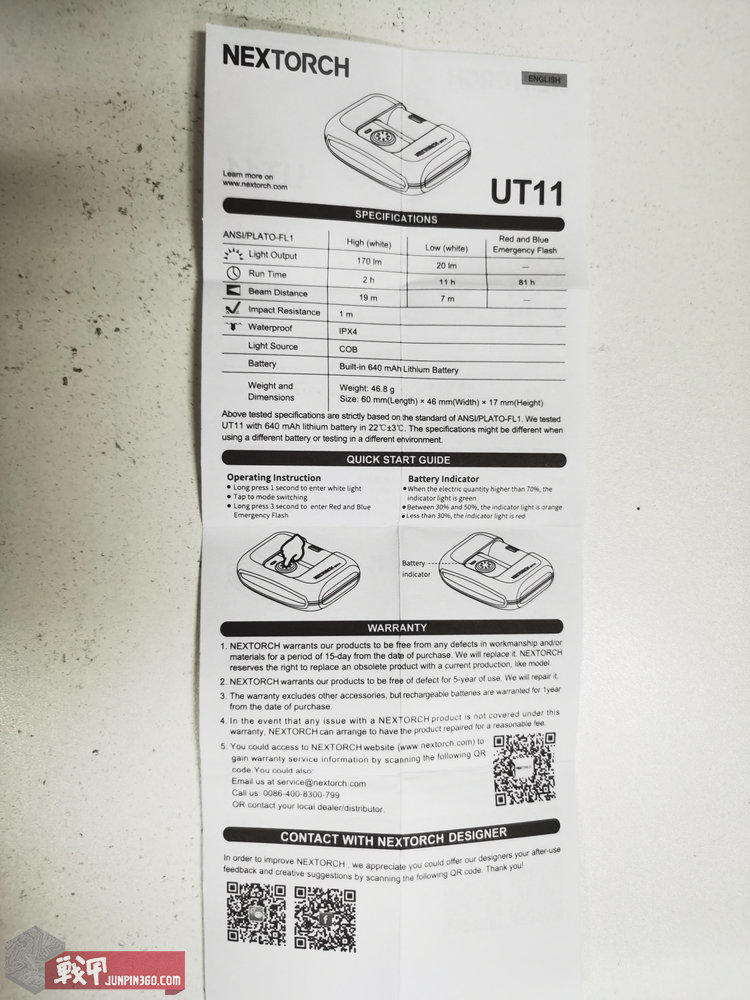 NEXTORCH
ENGLISH
Learn more on
www.nextorch.com
UT11
SPECIFICATIONS
ANSI/PLATO-FL1 High (white) Low (white) Red and Blue Emergency Flash
Light Output 170 lm 20 lm —
Run Time 2 h 11 h 81 h
Beam Distance 19 m 7 m —
Impact Resistance 1 m
Waterproof IPX4
Light Source COB
Battery Built-in 640 mAh Lithium Battery
Weight and Dimensions Weight: 46.8 g
Size: 60 mm(Length) × 46 mm(Width) × 17 mm(Height)
Above tested specifications are strictly based on the standard of ANSI/PLATO-FL1. We tested
UT11 with 640 mAh lithium battery in 22℃±3℃. The specifications might be different when
using a different battery or testing in a different environment.
QUICK START GUIDE
Operating Instruction
● Long press 1 second to enter white light
● Tap to mode switching
● Long press 3 second to enter Red and Blue
Emergency Flash
Battery Indicator
● When the electric quantity higher than 70%, the
indicator light is green
● Between 30% and 50%, the indicator light is orange
● Less than 30%, the indicator light is red
Battery
indicator
WARRANTY
1. NEXTORCH warrants our products to be free from any defects in workmanship and/or
materials for a period of 15-day from the date of purchase. We will replace it. NEXTORCH
reserves the right to replace an obsolete product with a current production, like model.
2. NEXTORCH warrants our products to be free of defect for 5-year of use. We will repair it.
3. The warranty excludes other accessories, but rechargeable batteries are warranted for 1year
from the date of purchase.
4. In the event that any issue with a NEXTORCH product is not covered under this
warranty, NEXTORCH can arrange to have the product repaired for a reasonable fee.
5. You could access to NEXTORCH website (www.nextorch.com) to
gain warranty service information by scanning the following QR
code.You could also:
Email us at service@nextorch.com
Call us: 0086-400-8300-799
OR contact your local dealer/distributor.
NEXTORCH
CONTACT WITH NEXTORCH DESIGNER
In order to improve NEXTORCH , we appreciate you could offer our designers your after-use
feedback and creative suggestions by scanning the following QR code. Thank you!
戰甲 JUNPIN360.COM